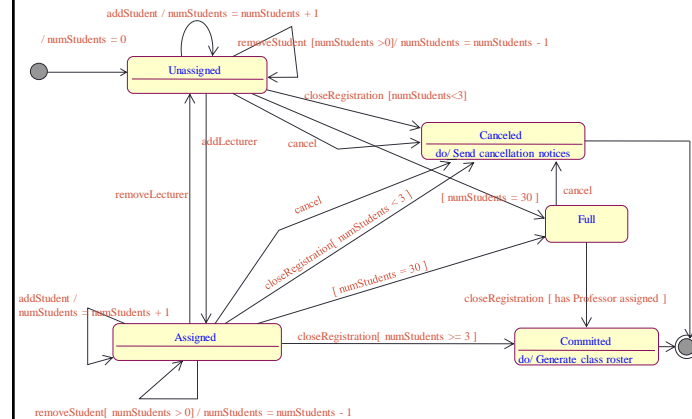 addStudent / numStudents = numStudents + 1
/ numStudents = 0
removeStudent [numStudents >0]/ numStudents = numStudents - 1
Unassigned
closeRegistration [numStudents<3]
Canceled
do/ Send cancellation notices
addLecturer
cancel
removeLecturer
cancel
closeRegistration[ numStudents < 3 ]
[ numStudents = 30 ]
cancel
Full
[ numStudents = 30 ]
addStudent /
numStudents = numStudents + 1
closeRegistration [ has Professor assigned ]
Assigned
closeRegistration[ numStudents >= 3 ]
Committed
do/ Generate class roster
removeStudent[ numStudents > 0] / numStudents = numStudents - 1